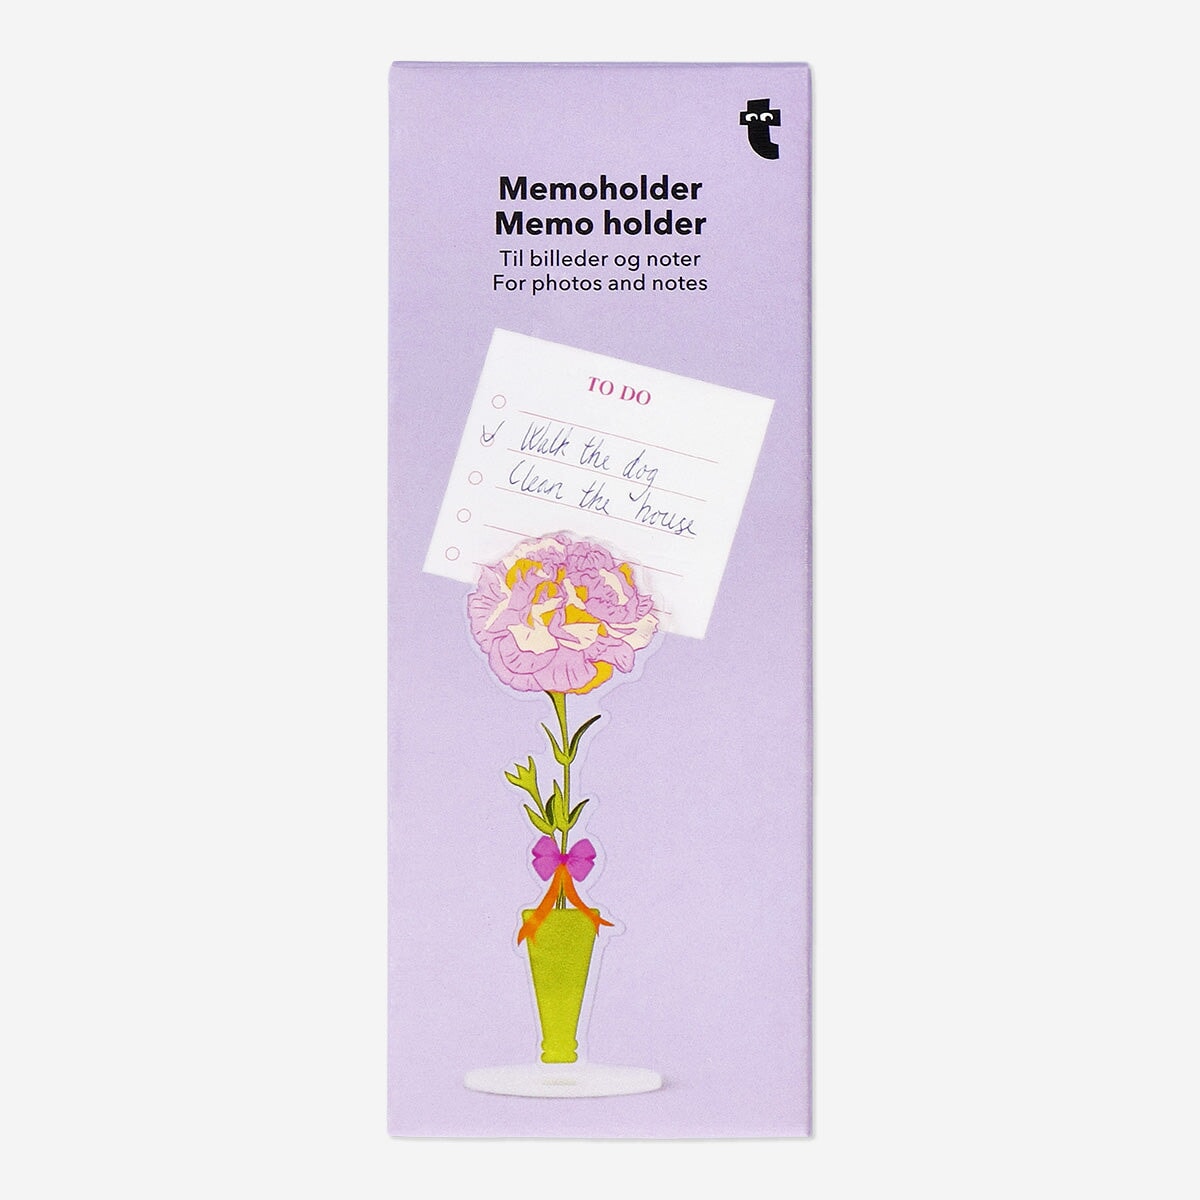 Memoholder
Memo holder
Til billeder og noter
For photos and notes
TO DO
Walk the dog
Clean the house